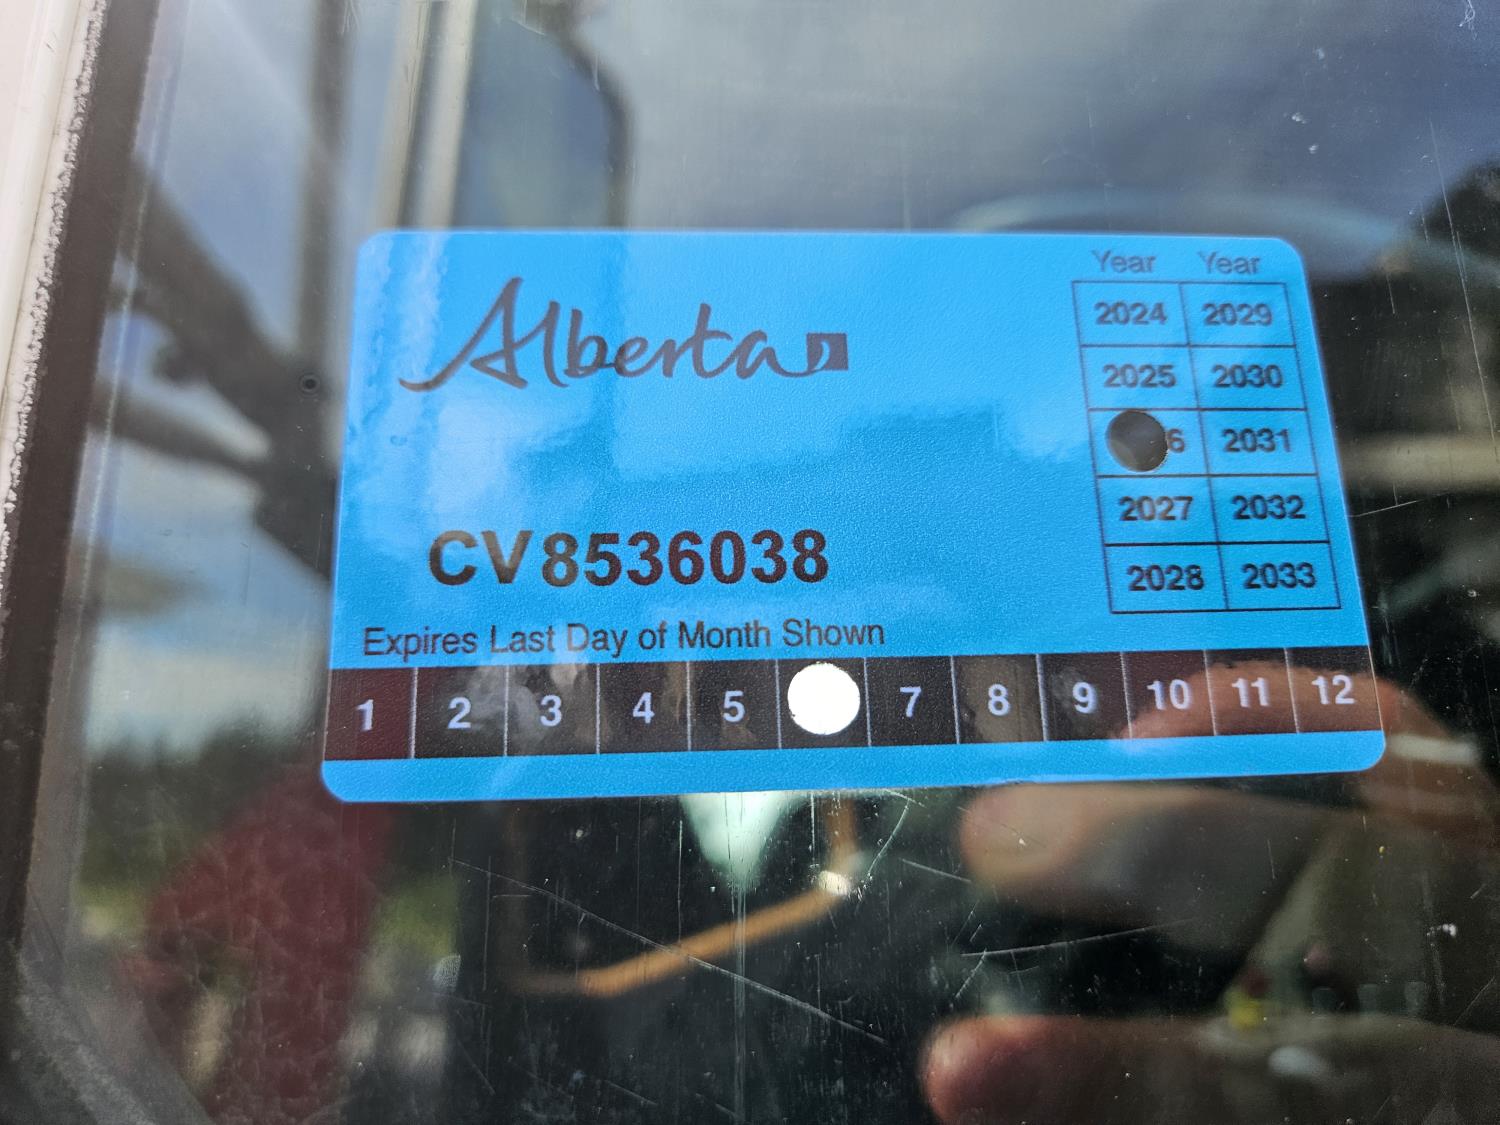 Alberta
Year Year
2024 2029
2025 2030
6 2031
2027 2032
2028 2033
CV8536038
Expires Last Day of Month Shown
1 2 3 4 5 7 8 9 10 11 12